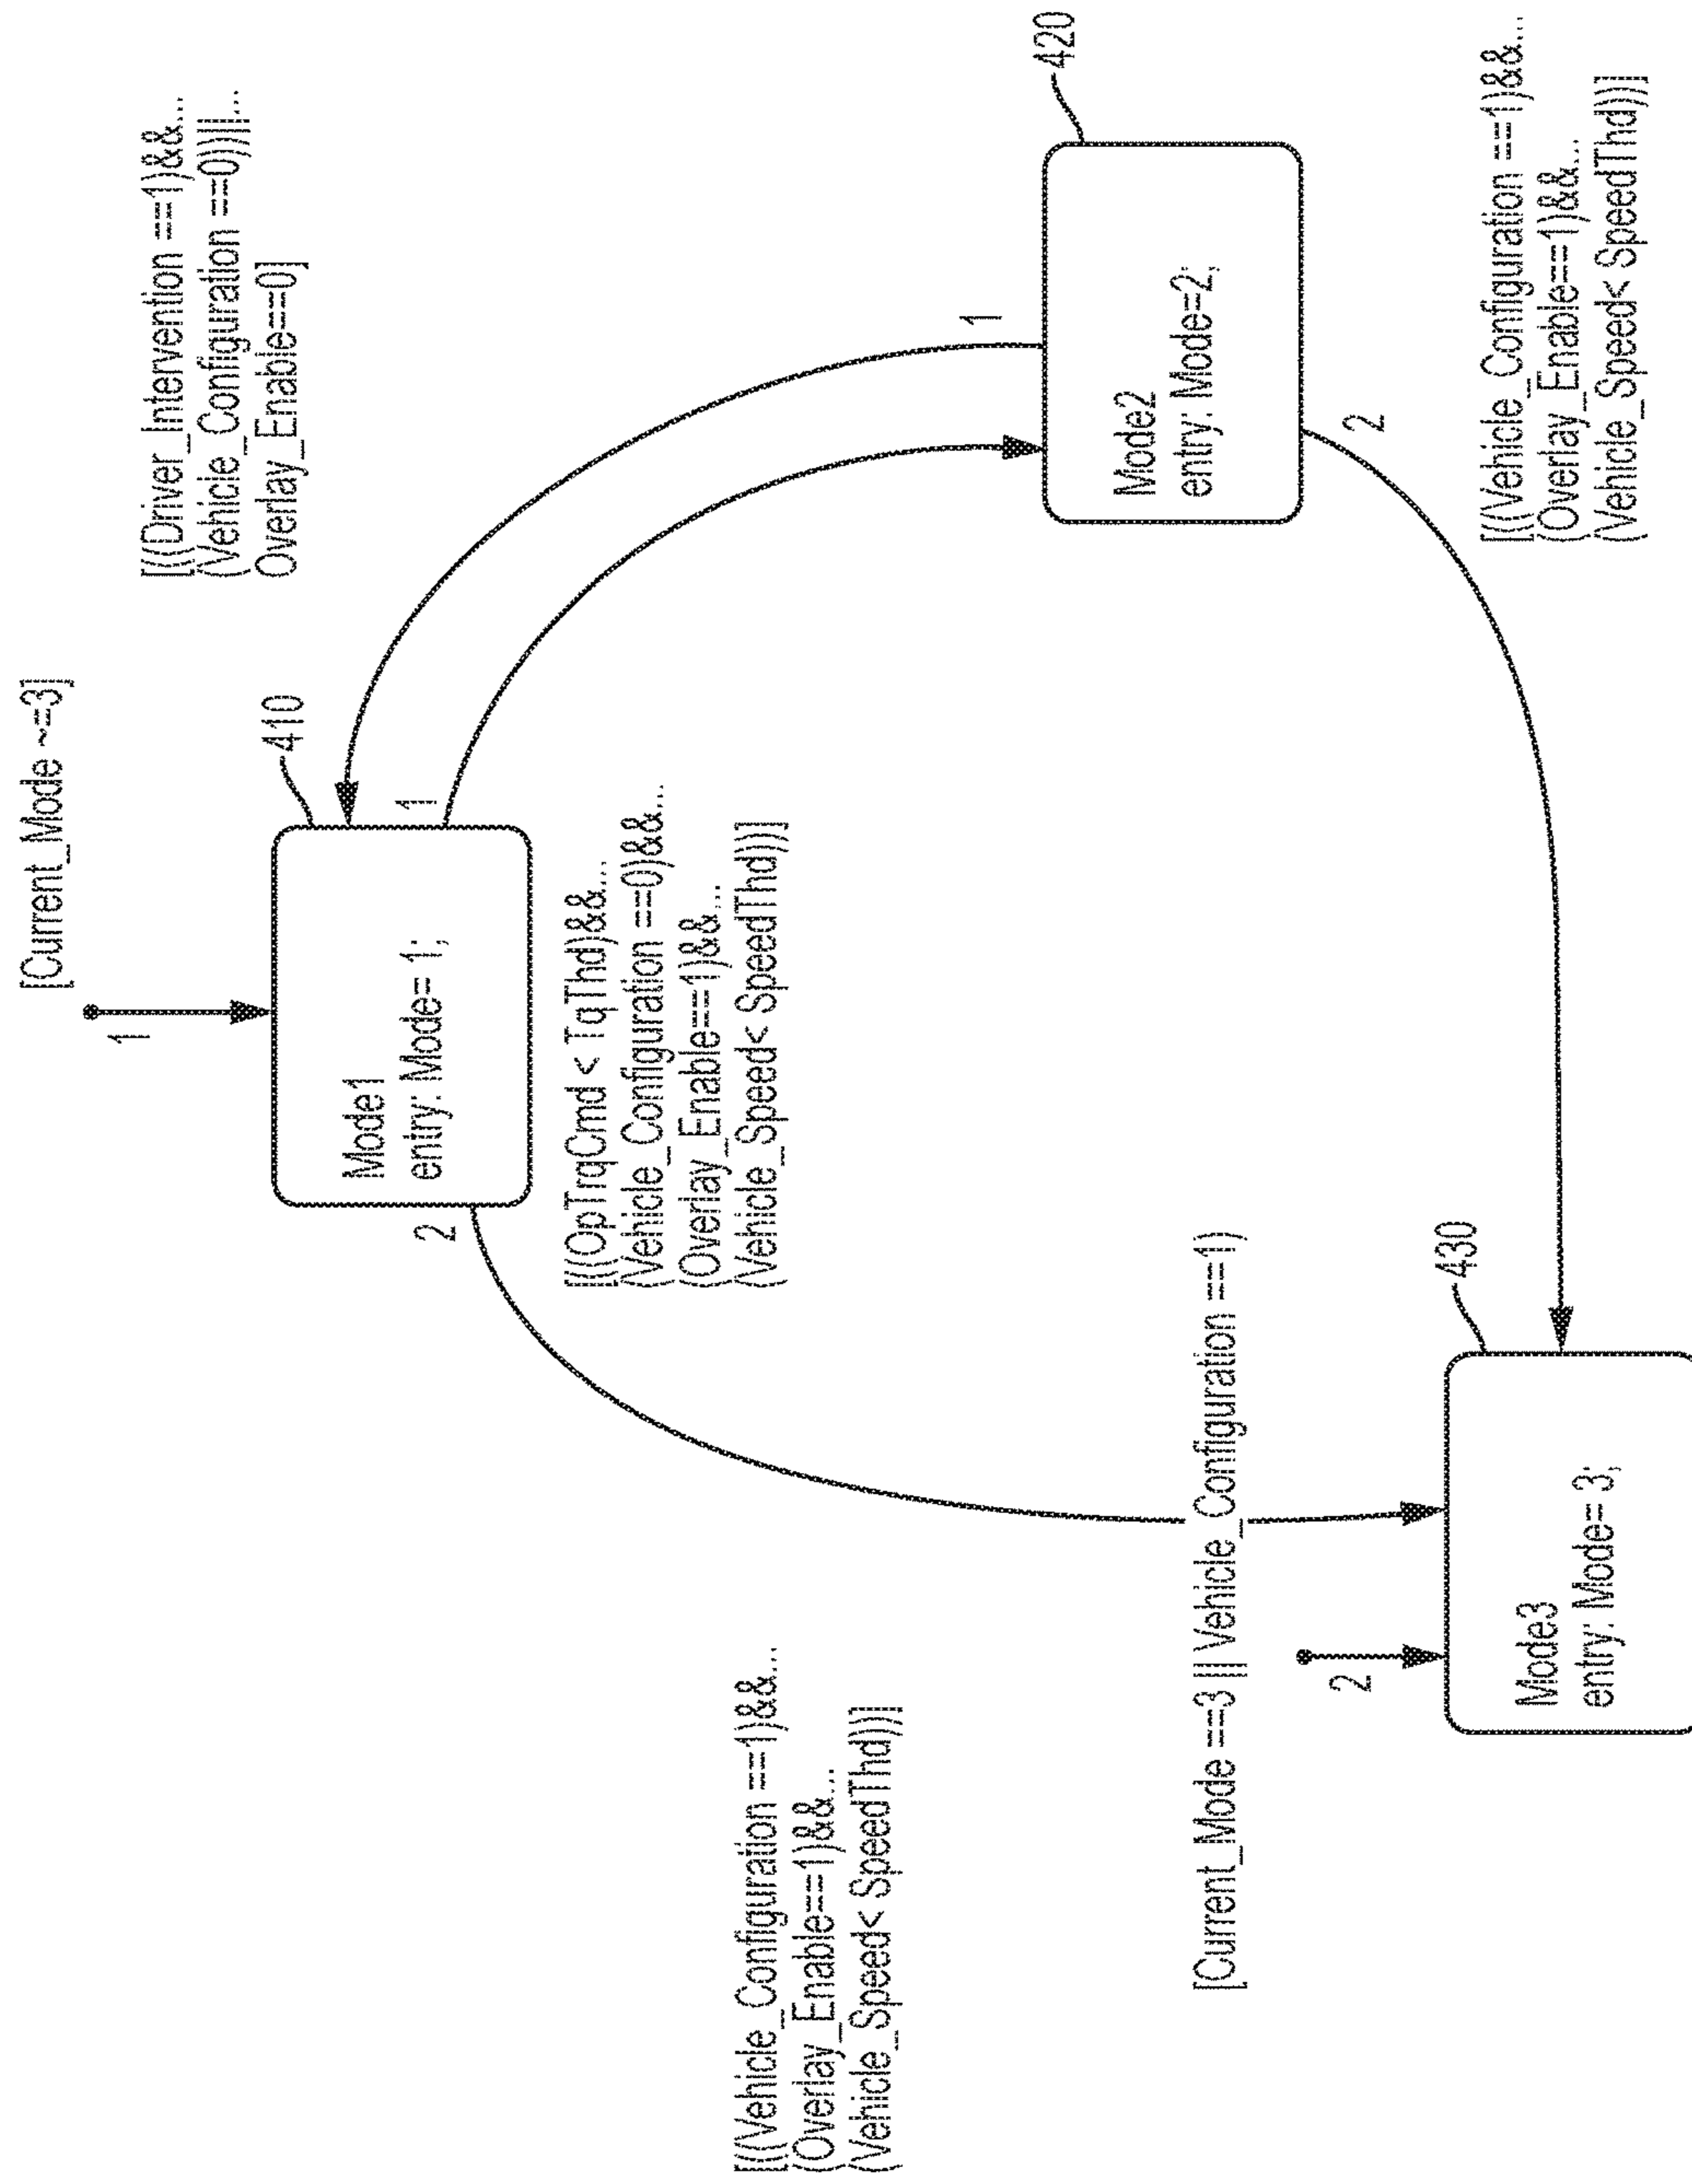 [Current_Mode ~=3]
1
410
Mode1
entry: Mode= 1;
2
1
[((Driver_Intervention ==1)&&...
(Vehicle_Configuration ==0))||...
Overlay_Enable==0]
[((OpTrqCmd < TqThd)&&...
(Vehicle_Configuration ==0)&&...
(Overlay_Enable==1)&&...
(Vehicle_Speed< SpeedThd))]
1
420
Mode2
entry: Mode=2;
2
[((Vehicle_Configuration ==1)&&...
(Overlay_Enable==1)&&...
(Vehicle_Speed< SpeedThd))]
[((Vehicle_Configuration ==1)&&...
(Overlay_Enable==1)&&...
(Vehicle_Speed< SpeedThd))]
[Current_Mode ==3 || Vehicle_Configuration ==1)
2
430
Mode3
entry: Mode= 3;